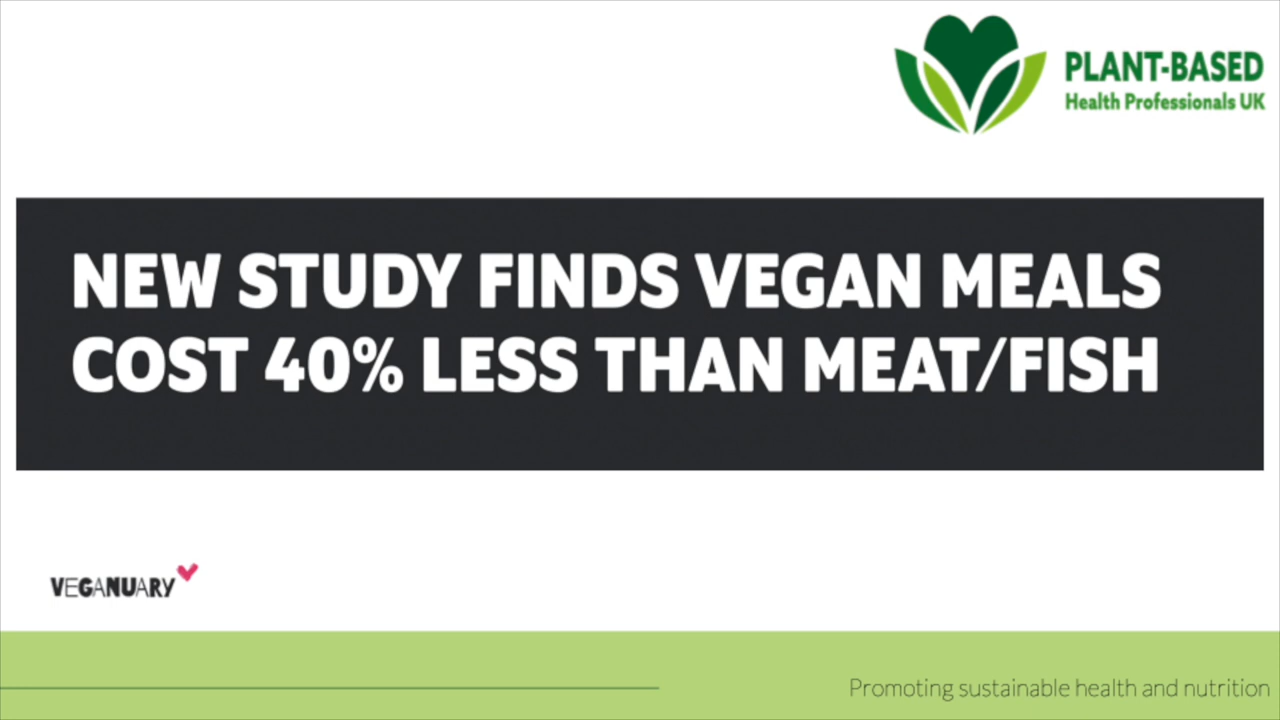 PLANT-BASED
Health Professionals UK
NEW STUDY FINDS VEGAN MEALS
COST 40% LESS THAN MEAT/FISH
VEGANUARY
Promoting sustainable health and nutrition